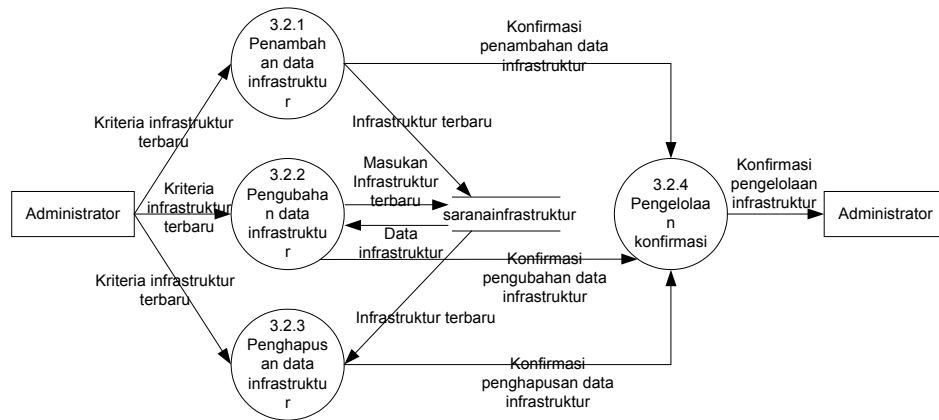 3.2.1
Penambah
an data
infrastruktu
r
Konfirmasi
penambahan data
infrastruktur
Kriteria infrastruktur
terbaru
Infrastruktur terbaru
Administrator
Kriteria
infrastruktur
terbaru
3.2.2
Pengubaha
n data
infrastruktu
r
Masukan
Infrastruktur
terbaru
saranainfrastruktur
Data
infrastruktur
3.2.4
Pengelolaa
n
konfirmasi
Konfirmasi
pengelolaan
infrastruktur
Administrator
Kriteria infrastruktur
terbaru
Konfirmasi
pengubahan data
infrastruktur
Infrastruktur terbaru
3.2.3
Penghapus
an data
infrastruktu
r
Konfirmasi
penghapusan data
infrastruktur